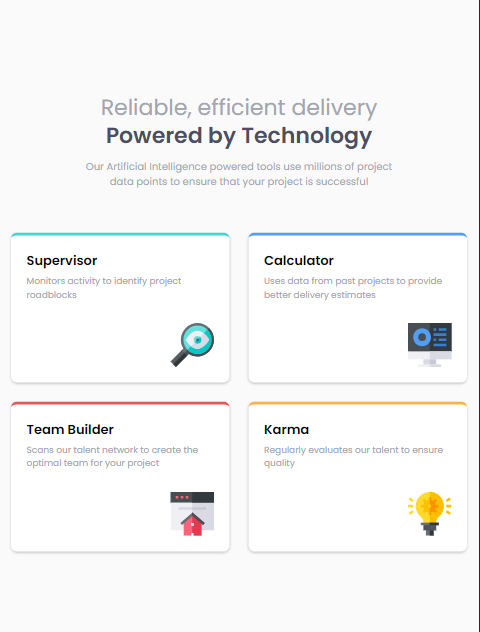 Reliable, efficient delivery
Powered by Technology
Our Artificial Intelligence powered tools use millions of project
data points to ensure that your project is successful
Supervisor
Monitors activity to identify project
roadblocks
Calculator
Uses data from past projects to provide
better delivery estimates
Team Builder
Scans our talent network to create the
optimal team for your project
Karma
Regularly evaluates our talent to ensure
quality